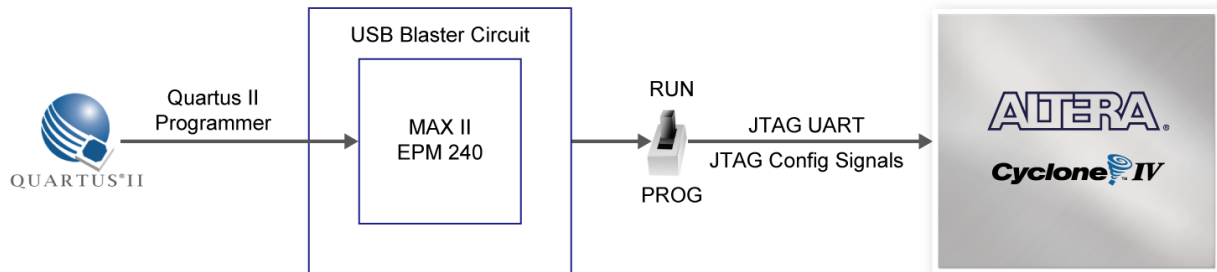 USB Blaster Circuit
Quartus II
Programmer
QUARTUS®II
MAX II
EPM 240
RUN
PROG
JTAG UART
JTAG Config Signals
ALTERA®
Cyclone™ IV